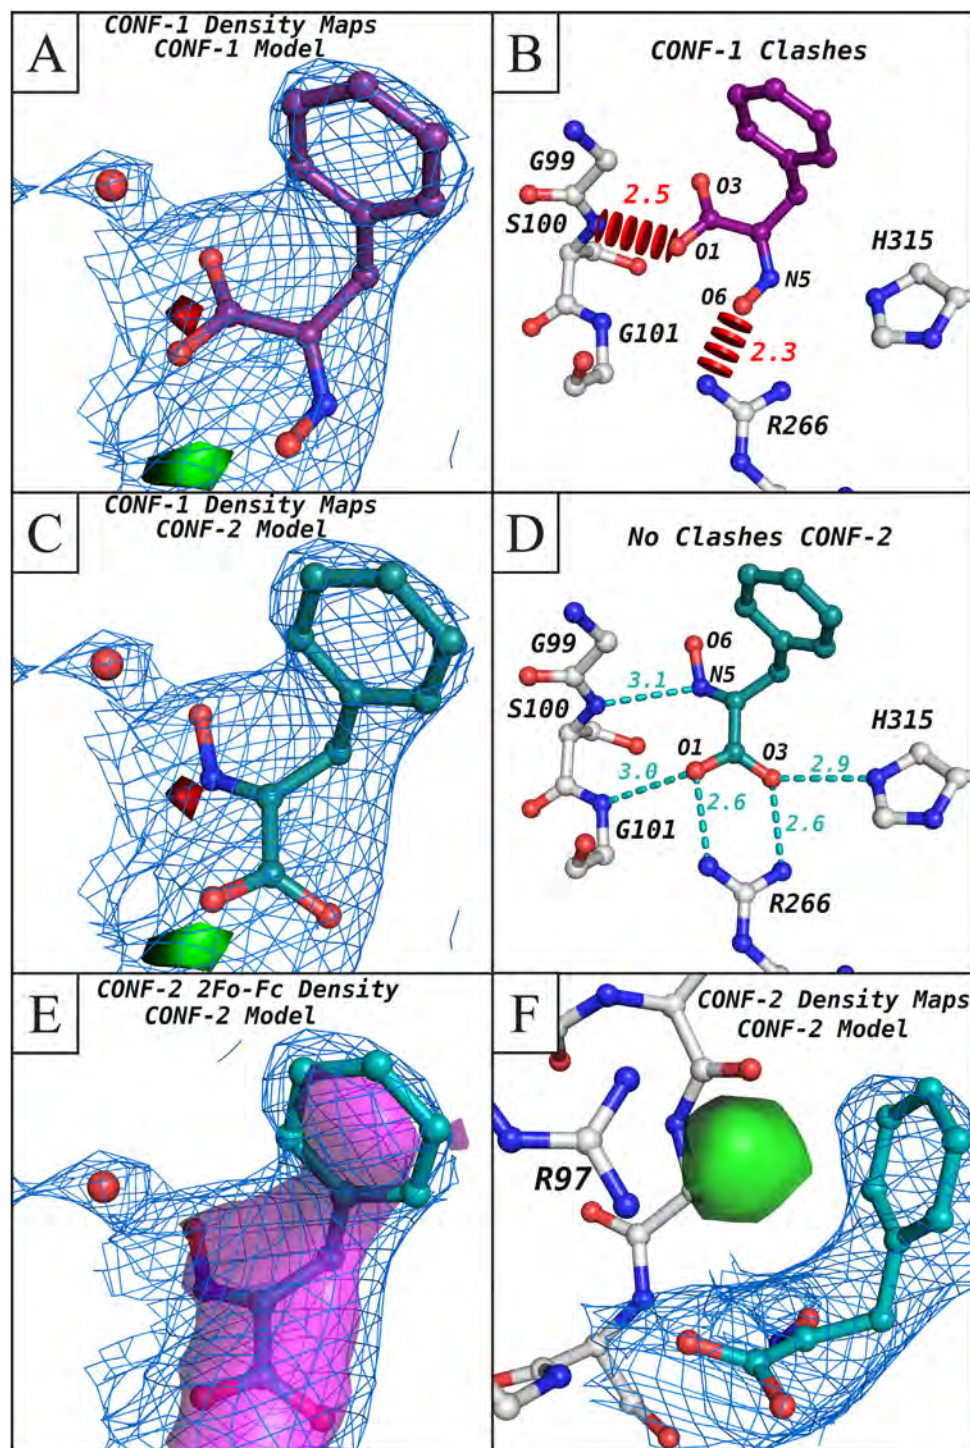 A
CONF-1 Density Maps
CONF-1 Model
B
CONF-1 Clashes
G99
2.5
O3
S100
O1
H315
N5
O6
G101
2.3
R266
C
CONF-1 Density Maps
CONF-2 Model
D
No Clashes CONF-2
G99
O6
N5
3.1
S100
H315
O1
O3
2.9
3.0
2.6
G101
2.6
R266
E
CONF-2 2Fo-Fc Density
CONF-2 Model
F
CONF-2 Density Maps
CONF-2 Model
R97